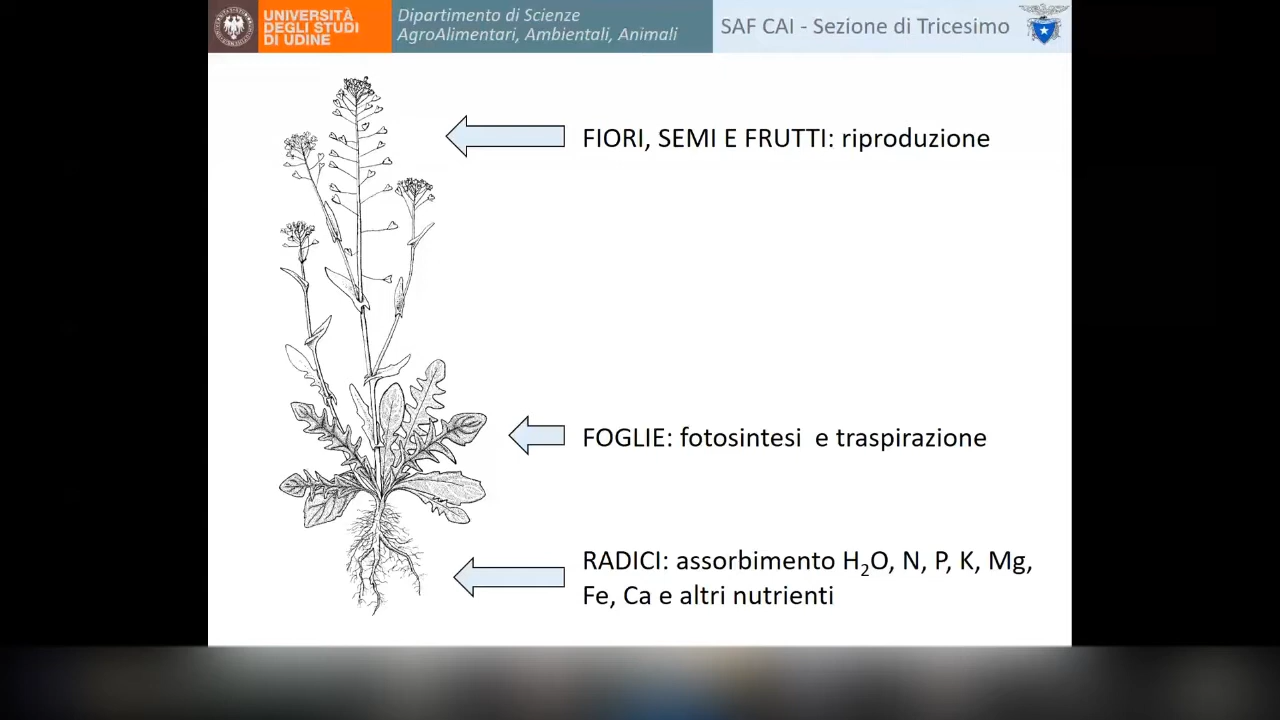 UNIVERSITÀ
DEGLI STUDI
DI UDINE
Dipartimento di Scienze
AgroAlimentari, Ambientali, Animali
SAF CAI - Sezione di Tricesimo
FIORI, SEMI E FRUTTI: riproduzione
FOGLIE: fotosintesi e traspirazione
RADICI: assorbimento H₂O, N, P, K, Mg,
Fe, Ca e altri nutrienti